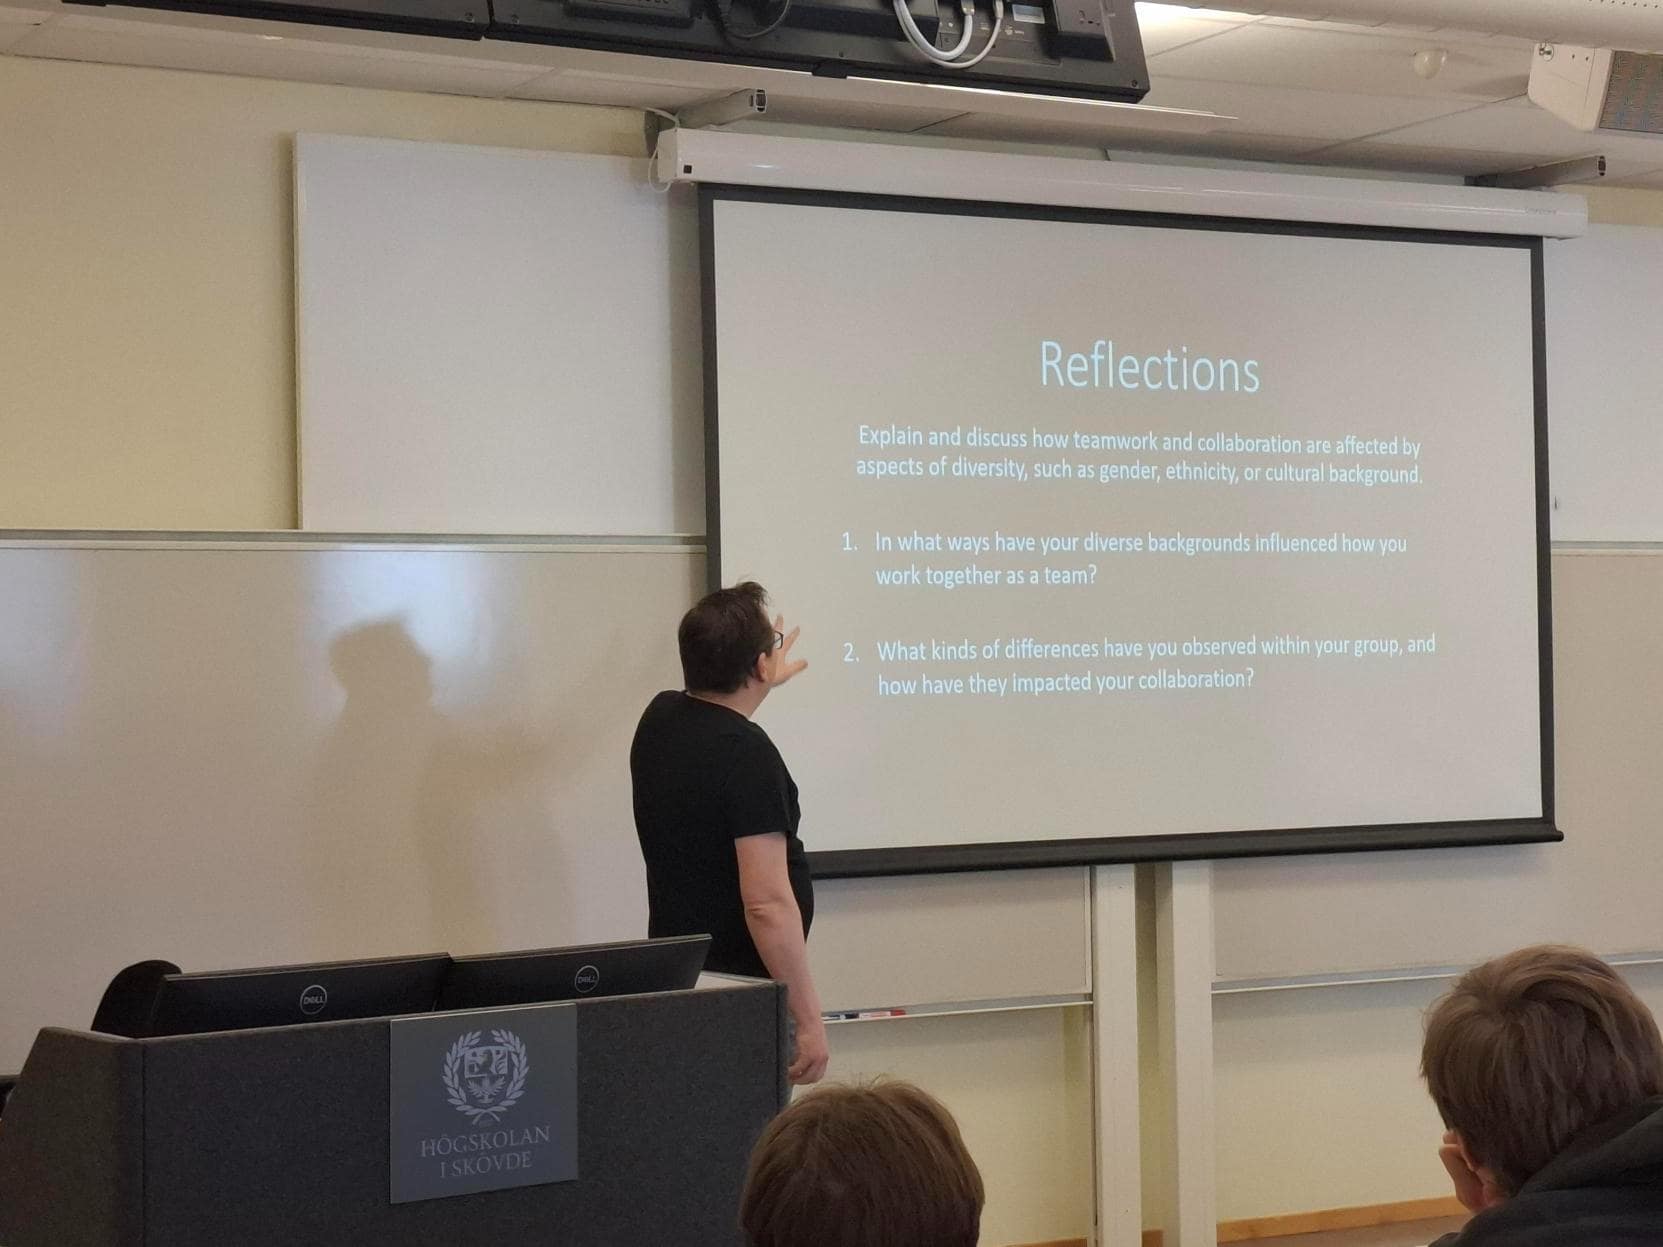 Reflections
Explain and discuss how teamwork and collaboration are affected by
aspects of diversity, such as gender, ethnicity, or cultural background.
1. In what ways have your diverse backgrounds influenced how you
work together as a team?
2. What kinds of differences have you observed within your group, and
how have they impacted your collaboration?
DELL
DELL
HÖGSKOLAN
I SKÖVDE